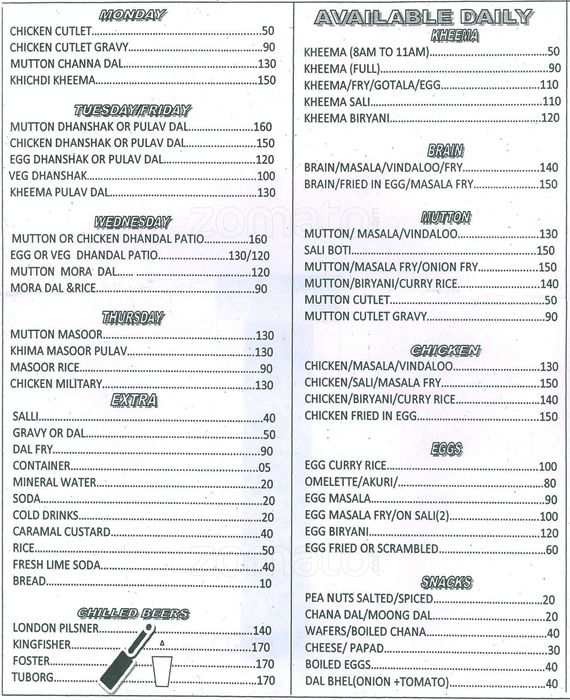 MONDAY
CHICKEN CUTLET....50
CHICKEN CUTLET GRAVY....90
MUTTON CHANNA DAL....130
KHICHDI KHEEMA....150
TUESDAY/FRIDAY
MUTTON DHANSHAK OR PULAV DAL....160
CHICKEN DHANSHAK OR PULAV DAL....150
EGG DHANSHAK OR PULAV DAL....120
VEG DHANSHAK....100
KHEEMA PULAV DAL....130
WEDNESDAY
MUTTON OR CHICKEN DHANDAL PATIO....160
EGG OR VEG DHANDAL PATIO....130/120
MUTTON MORA DAL....120
MORA DAL &RICE....90
THURSDAY
MUTTON MASOOR....130
KHIMA MASOOR PULAV....130
MASOOR RICE....90
CHICKEN MILITARY....130
EXTRA
SALLI....40
GRAVY OR DAL....50
DAL FRY....90
CONTAINER....05
MINERAL WATER....20
SODA....20
COLD DRINKS....20
CARAMAL CUSTARD....40
RICE....50
FRESH LIME SODA....40
BREAD....10
CHILLED BEERS
LONDON PILSNER....140
KINGFISHER....170
FOSTER....170
TUBORG....170
AVAILABLE DAILY
KHEEMA
KHEEMA (8AM TO 11AM)....50
KHEEMA (FULL)....90
KHEEMA/FRY/GOTALA/EGG....110
KHEEMA SALI....110
KHEEMA BIRYANI....120
BRAIN
BRAIN/MASALA/VINDALOO/FRY....140
BRAIN/FRIED IN EGG/MASALA FRY....150
MUTTON
MUTTON/ MASALA/VINDALOO....130
SALI BOTI....150
MUTTON/MASALA FRY/ONION FRY....150
MUTTON/BIRYANI/CURRY RICE....140
MUTTON CUTLET....50
MUTTON CUTLET GRAVY....90
CHICKEN
CHICKEN/MASALA/VINDALOO....130
CHICKEN/SALI/MASALA FRY....150
CHICKEN/BIRYANI/CURRY RICE....140
CHICKEN FRIED IN EGG....150
EGGS
EGG CURRY RICE....100
OMELETTE/AKURI/....80
EGG MASALA....90
EGG MASALA FRY/ON SALI(2)....100
EGG BIRYANI....120
EGG FRIED OR SCRAMBLED....60
SNACKS
PEA NUTS SALTED/SPICED....20
CHANA DAL/MOONG DAL....20
WAFERS/BOILED CHANA....40
CHEESE/ PAPAD....30
BOILED EGGS....40
DAL BHEL(ONION +TOMATO)....40
zomato
zomato